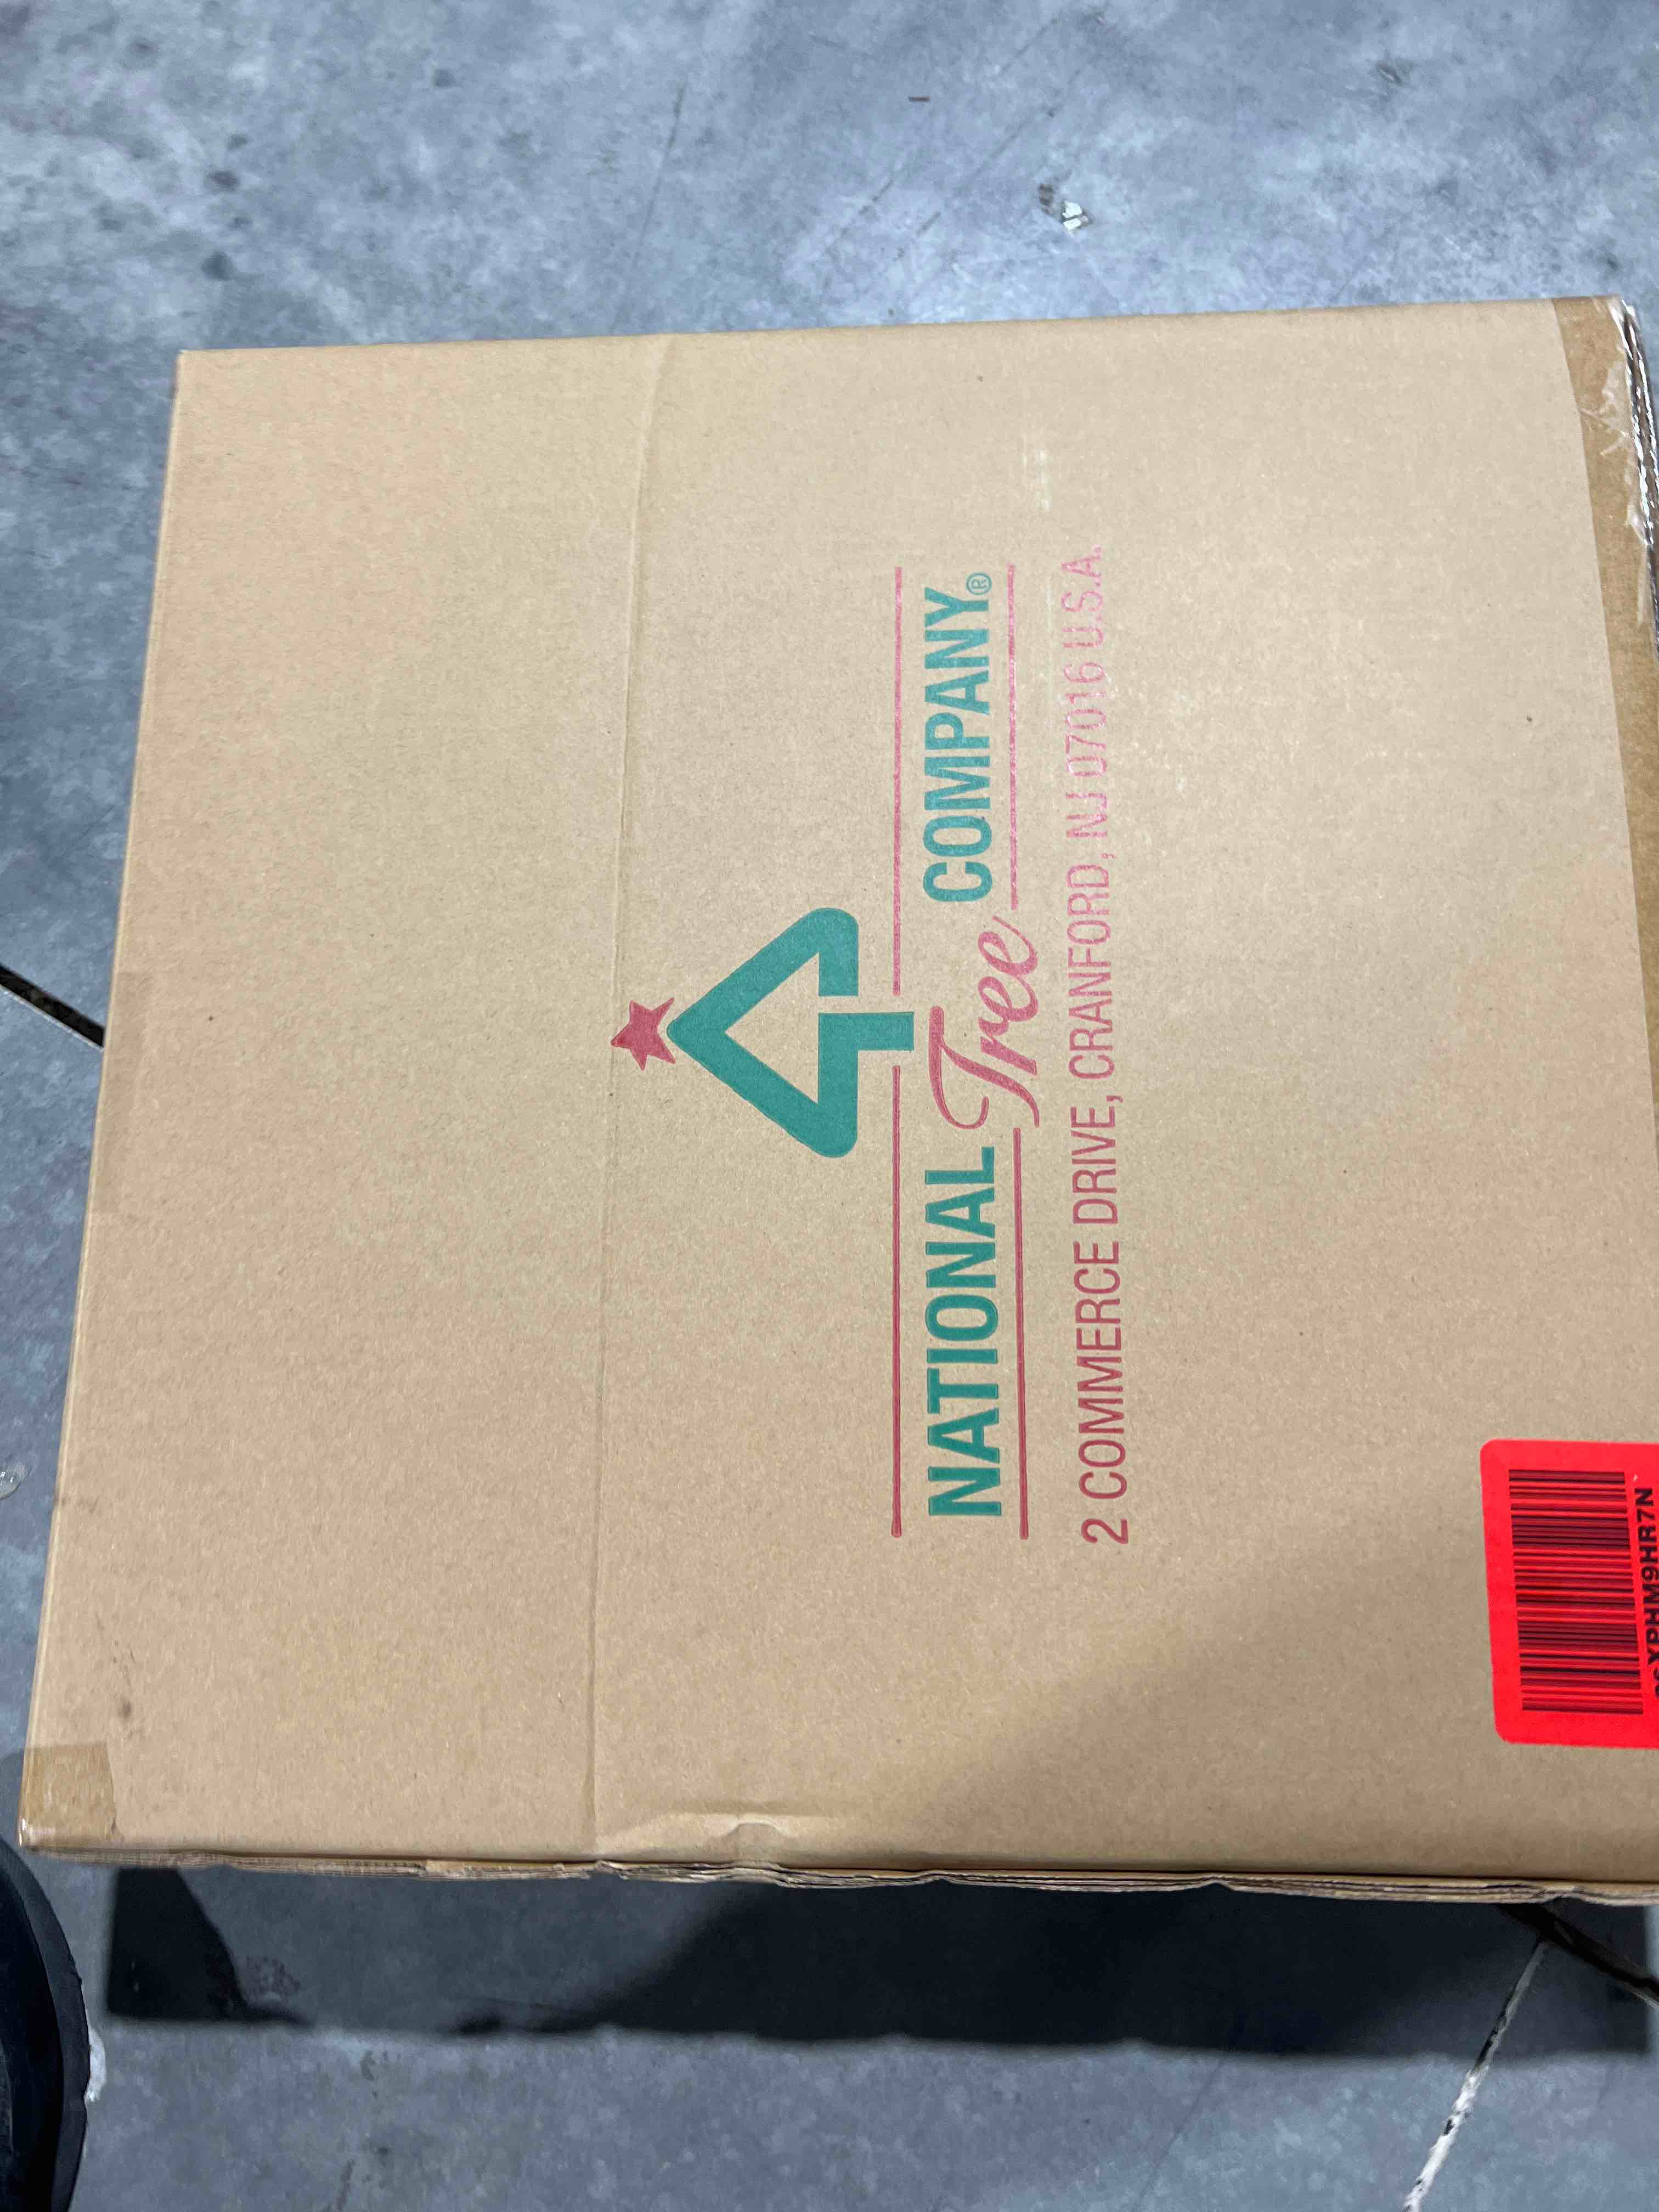 NATIONAL Tree COMPANY®
2 COMMERCE DRIVE, CRANFORD, NJ 07016 U.S.A.